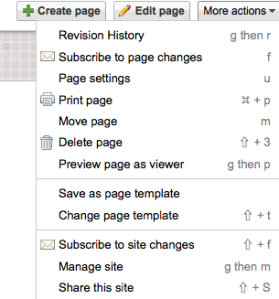 Create page Edit page More actions
Revision History g then r
Subscribe to page changes f
Page settings u
Print page ⌘ + p
Move page m
Delete page ⇧ + 3
Preview page as viewer g then p
Save as page template
Change page template ⇧ + t
Subscribe to site changes ⇧ + f
Manage site g then m
Share this site ⇧ + S